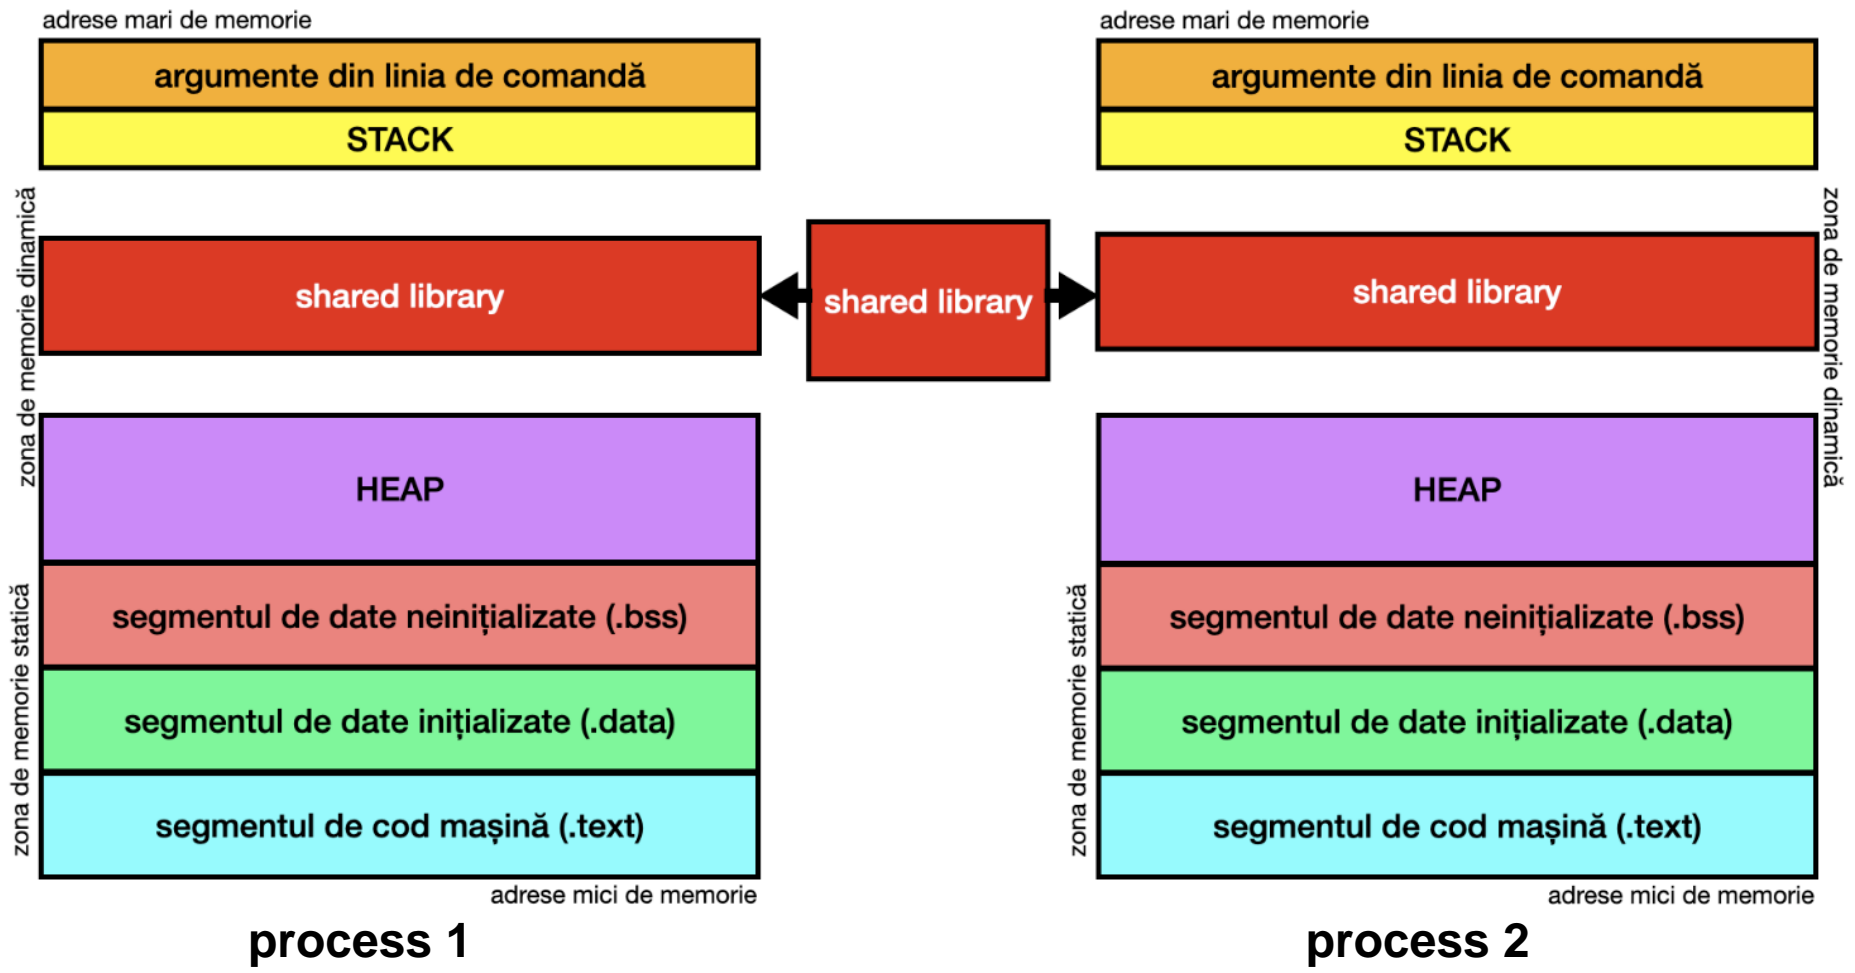 adrese mari de memorie
argumente din linia de comandă
STACK
zona de memorie dinamică
shared library
HEAP
zona de memorie statică
segmentul de date neinițializate (.bss)
segmentul de date inițializate (.data)
segmentul de cod mașină (.text)
adrese mici de memorie
process 1
shared library
adrese mari de memorie
argumente din linia de comandă
STACK
zona de memorie dinamică
shared library
HEAP
zona de memorie statică
segmentul de date neinițializate (.bss)
segmentul de date inițializate (.data)
segmentul de cod mașină (.text)
adrese mici de memorie
process 2